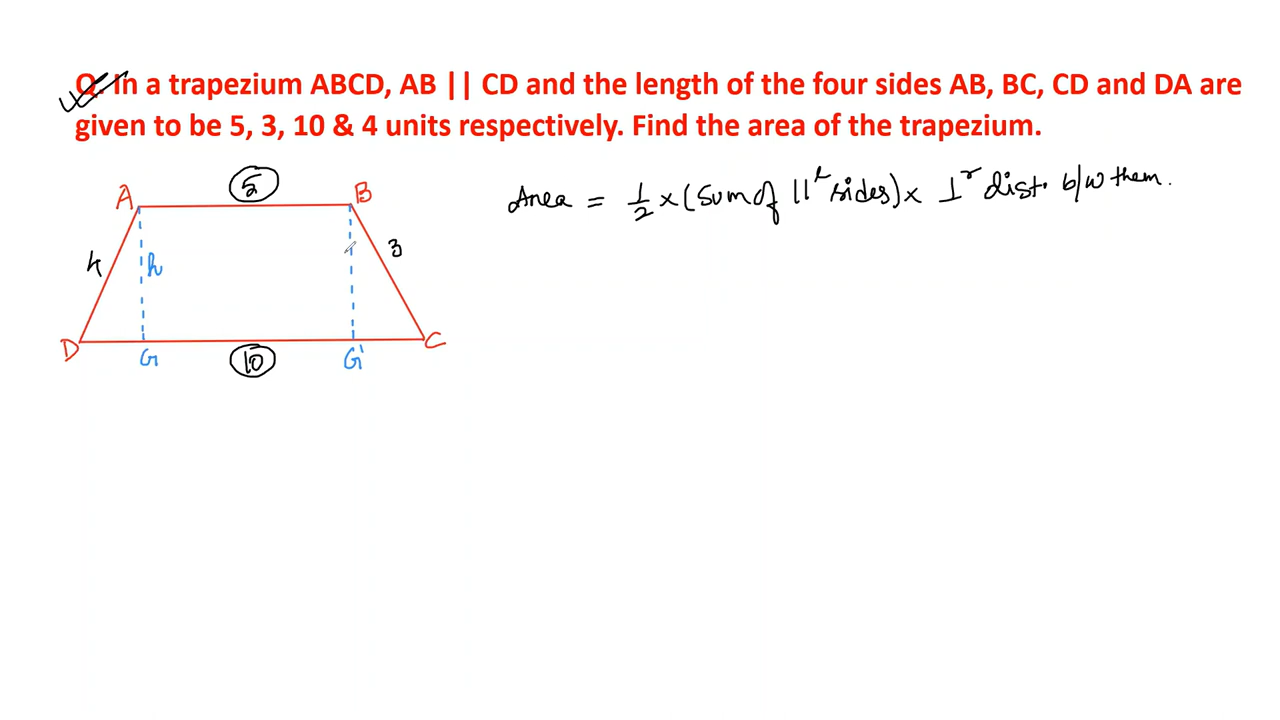 Q. In a trapezium ABCD, AB || CD and the length of the four sides AB, BC, CD and DA are
given to be 5, 3, 10 & 4 units respectively. Find the area of the trapezium.
Area = 1/2 × (Sum of ||l sides) × ⊥r dist. b/w them.
5
A B
4 h 3
D G 10 G' C